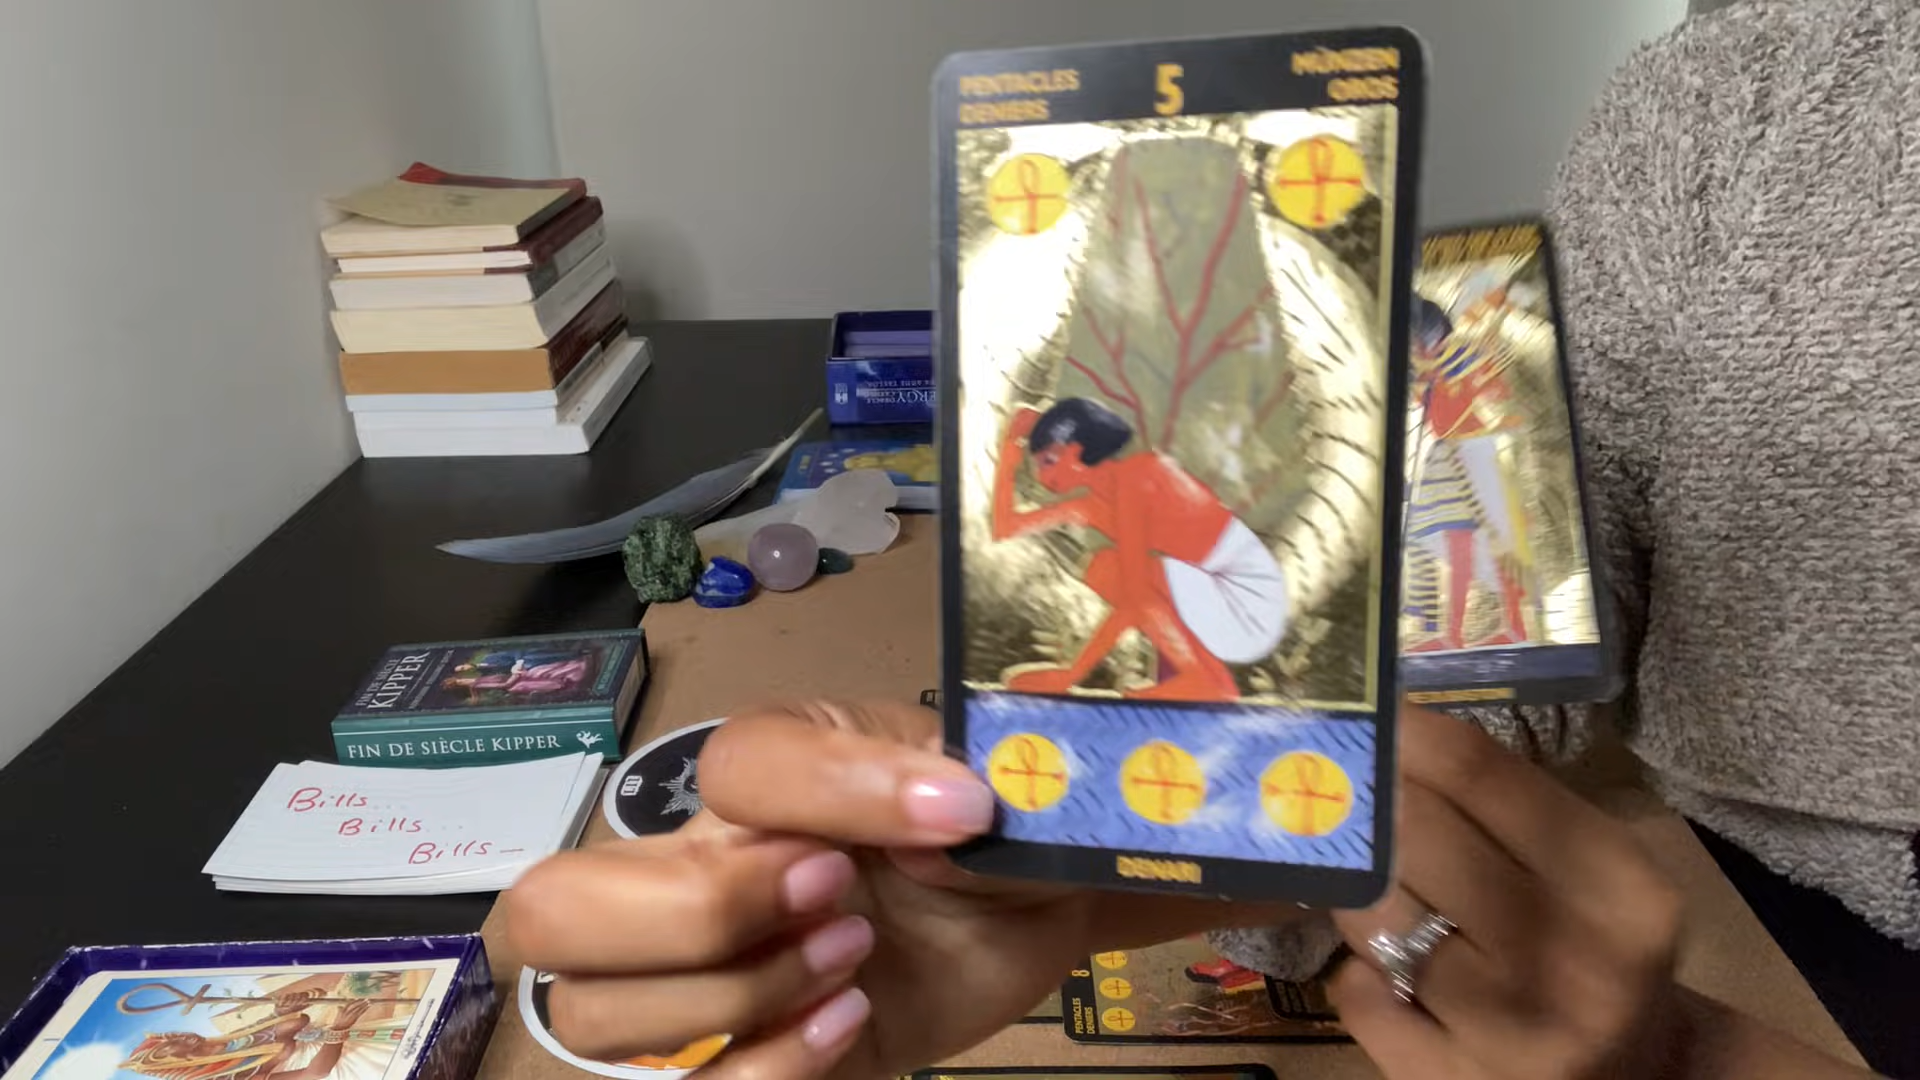 PENTACLES
DENIERS
5
MÜNZEN
OROS
DENARI
FIN DE SIÈCLE
KIPPER
FIN DE SIÈCLE KIPPER
Bills...
Bills...
Bills—
8
PENTACLES
DENIERS